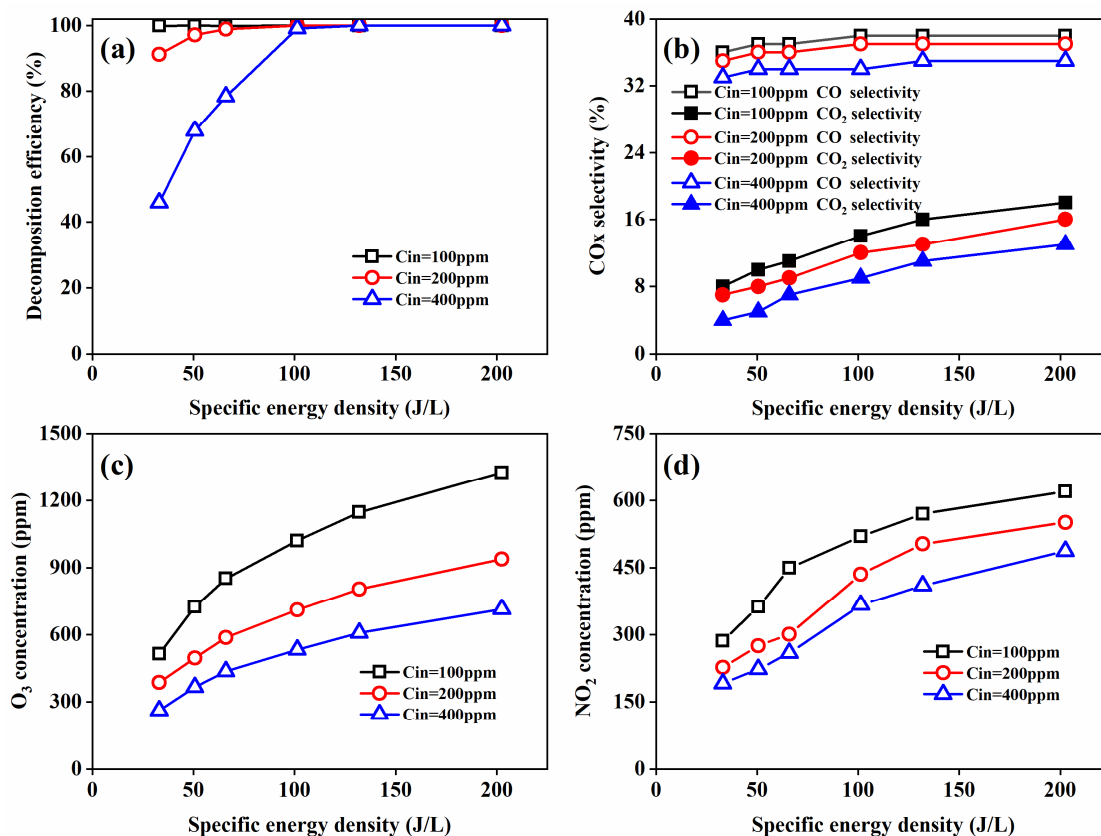 (a)
Decomposition efficiency (%)
100
80
60
40
20
0
Cin=100ppm
Cin=200ppm
Cin=400ppm
0 50 100 150 200
Specific energy density (J/L)
(b)
COx selectivity (%)
40
32
24
16
8
0
Cin=100ppm CO selectivity
Cin=100ppm CO₂ selectivity
Cin=200ppm CO selectivity
Cin=200ppm CO₂ selectivity
Cin=400ppm CO selectivity
Cin=400ppm CO₂ selectivity
0 50 100 150 200
Specific energy density (J/L)
(c)
O₃ concentration (ppm)
1500
1200
900
600
300
0
Cin=100ppm
Cin=200ppm
Cin=400ppm
0 50 100 150 200
Specific energy density (J/L)
(d)
NO₂ concentration (ppm)
750
600
450
300
150
0
Cin=100ppm
Cin=200ppm
Cin=400ppm
0 50 100 150 200
Specific energy density (J/L)